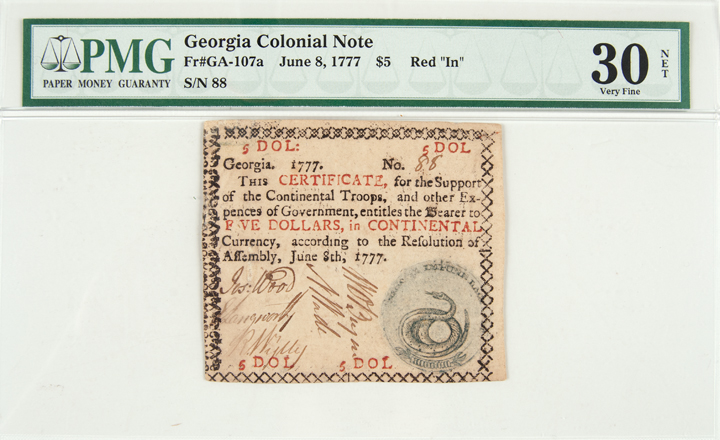 PMG
PAPER MONEY GUARANTY
Georgia Colonial Note
Fr#GA-107a June 8, 1777 $5 Red "In"
S/N 88
30 NET
Very Fine
5 DOL: 5 DOL
Georgia. 1777. No. 88
THIS CERTIFICATE, for the Support
of the Continental Troops, and other Ex-
pences of Government, entitles the Bearer to
FIVE DOLLARS, in CONTINENTAL
Currency, according to the Resolution of
Assembly, June 8th, 1777.
Jas: Wood
5 DOL 5 DOL